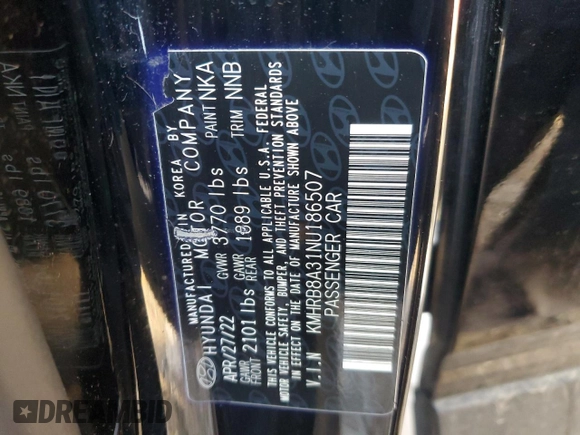 MANUFACTURED IN KOREA BY
HYUNDAI MOTOR COMPANY
APR/27/22 GVWR 3770 lbs PAINT NKA
GAWR FRONT 2101 lbs GAWR REAR 1889 lbs TRIM NNB
THIS VEHICLE CONFORMS TO ALL APPLICABLE U.S.A. FEDERAL
MOTOR VEHICLE SAFETY, BUMPER, AND THEFT PREVENTION STANDARDS
IN EFFECT ON THE DATE OF MANUFACTURE SHOWN ABOVE.
V.I.N KMHRB8A31NU186507
PASSENGER CAR
DREAMBID